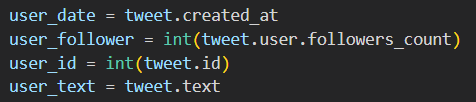 user_date = tweet.created_at
user_follower = int(tweet.user.followers_count)
user_id = int(tweet.id)
user_text = tweet.text